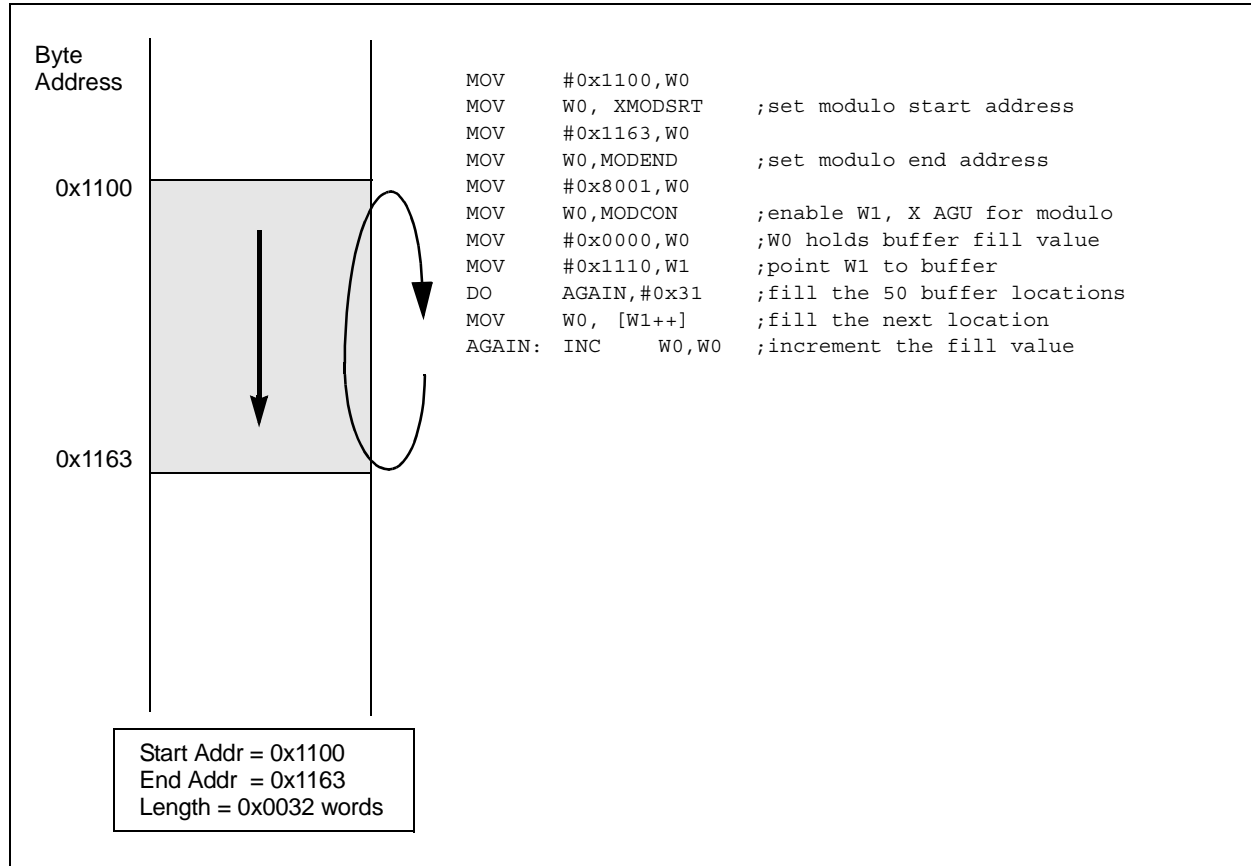 Byte
Address
0x1100
0x1163
MOV #0x1100,W0
MOV W0, XMODSRT ;set modulo start address
MOV #0x1163,W0
MOV W0,MODEND ;set modulo end address
MOV #0x8001,W0
MOV W0,MODCON ;enable W1, X AGU for modulo
MOV #0x0000,W0 ;W0 holds buffer fill value
MOV #0x1110,W1 ;point W1 to buffer
DO AGAIN,#0x31 ;fill the 50 buffer locations
MOV W0, [W1++] ;fill the next location
AGAIN: INC W0,W0 ;increment the fill value
Start Addr = 0x1100
End Addr = 0x1163
Length = 0x0032 words